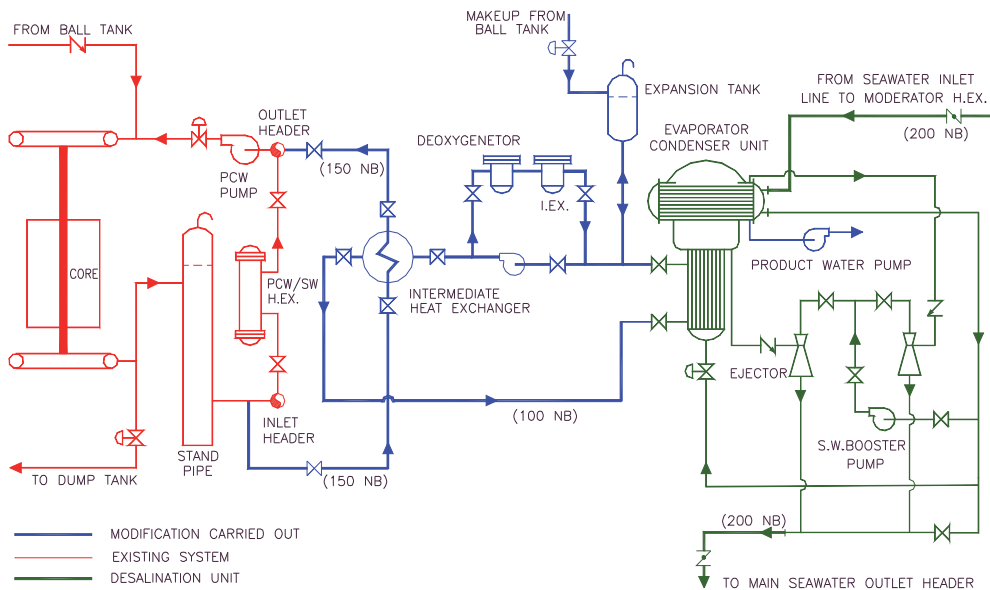 FROM BALL TANK
MAKEUP FROM
BALL TANK
EXPANSION TANK
FROM SEAWATER INLET
LINE TO MODERATOR H.EX.
(200 NB)
OUTLET
HEADER
DEOXYGENETOR
EVAPORATOR
CONDENSER UNIT
(150 NB)
PCW
PUMP
I.EX.
CORE
PCW/SW
H.EX.
INTERMEDIATE
HEAT EXCHANGER
PRODUCT WATER PUMP
EJECTOR
(100 NB)
INLET
HEADER
STAND
PIPE
S.W.BOOSTER
PUMP
TO DUMP TANK
(150 NB)
(200 NB)
MODIFICATION CARRIED OUT
EXISTING SYSTEM
DESALINATION UNIT
TO MAIN SEAWATER OUTLET HEADER